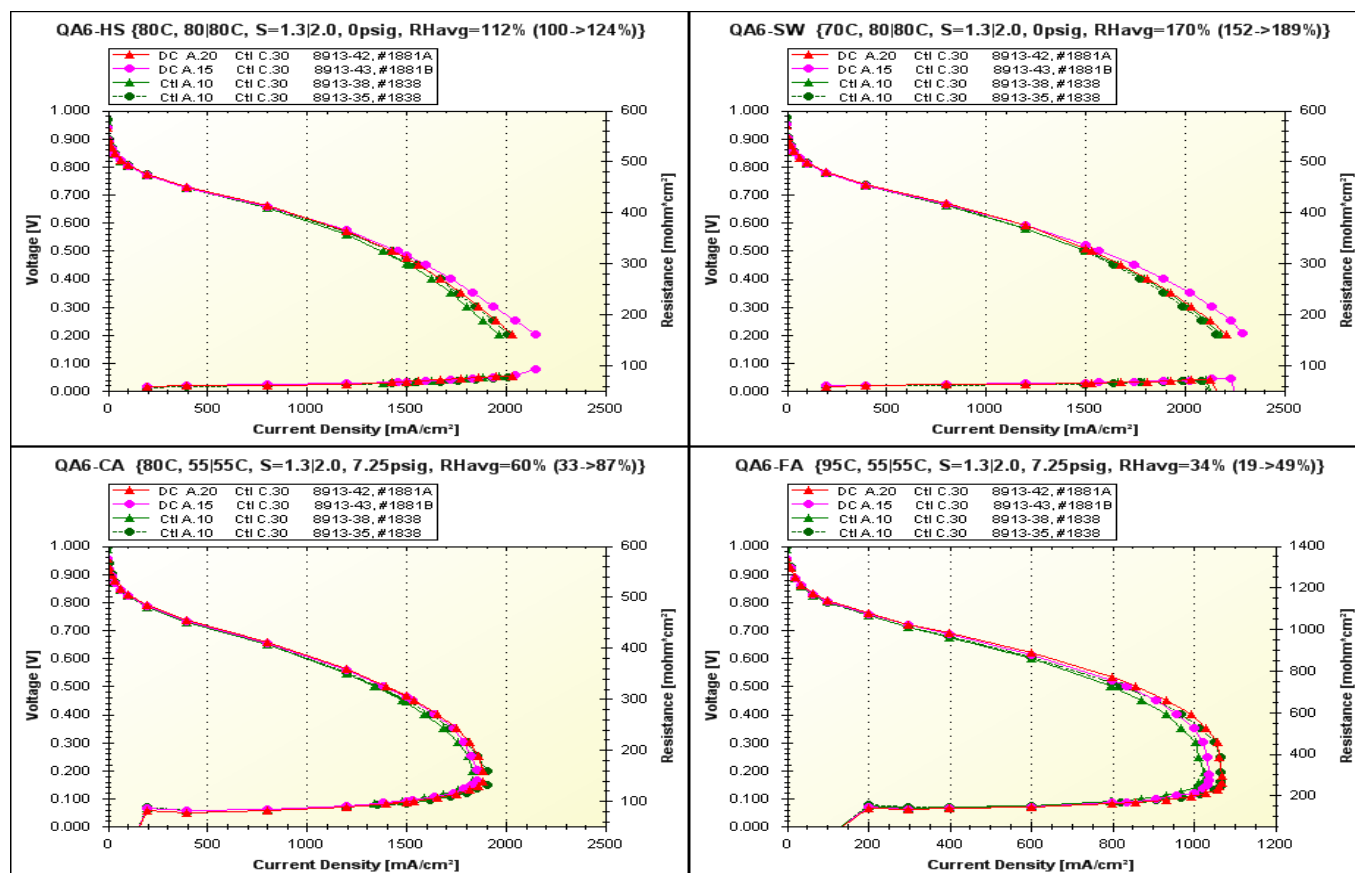 QA6-HS {80C, 80|80C, S=1.3|2.0, 0psig, RHavg=112% (100->124%)}
DC A.20 Ctl C.30 8913-42, #1881A
DC A.15 Ctl C.30 8913-43, #1881B
Ctl A.10 Ctl C.30 8913-38, #1838
Ctl A.10 Ctl C.30 8913-35, #1838
1.000
0.900
0.800
0.700
0.600
0.500
0.400
0.300
0.200
0.100
0.000
Voltage [V]
600
500
400
300
200
100
Resistance [mohm*cm²]
0 500 1000 1500 2000 2500
Current Density [mA/cm²]
QA6-SW {70C, 80|80C, S=1.3|2.0, 0psig, RHavg=170% (152->189%)}
DC A.20 Ctl C.30 8913-42, #1881A
DC A.15 Ctl C.30 8913-43, #1881B
Ctl A.10 Ctl C.30 8913-38, #1838
Ctl A.10 Ctl C.30 8913-35, #1838
1.000
0.900
0.800
0.700
0.600
0.500
0.400
0.300
0.200
0.100
0.000
Voltage [V]
600
500
400
300
200
100
Resistance [mohm*cm²]
0 500 1000 1500 2000 2500
Current Density [mA/cm²]
QA6-CA {80C, 55|55C, S=1.3|2.0, 7.25psig, RHavg=60% (33->87%)}
DC A.20 Ctl C.30 8913-42, #1881A
DC A.15 Ctl C.30 8913-43, #1881B
Ctl A.10 Ctl C.30 8913-38, #1838
Ctl A.10 Ctl C.30 8913-35, #1838
1.000
0.900
0.800
0.700
0.600
0.500
0.400
0.300
0.200
0.100
0.000
Voltage [V]
600
500
400
300
200
100
Resistance [mohm*cm²]
0 500 1000 1500 2000 2500
Current Density [mA/cm²]
QA6-FA {95C, 55|55C, S=1.3|2.0, 7.25psig, RHavg=34% (19->49%)}
DC A.20 Ctl C.30 8913-42, #1881A
DC A.15 Ctl C.30 8913-43, #1881B
Ctl A.10 Ctl C.30 8913-38, #1838
Ctl A.10 Ctl C.30 8913-35, #1838
1.000
0.900
0.800
0.700
0.600
0.500
0.400
0.300
0.200
0.100
0.000
Voltage [V]
1400
1200
1000
800
600
400
200
Resistance [mohm*cm²]
0 200 400 600 800 1000 1200
Current Density [mA/cm²]